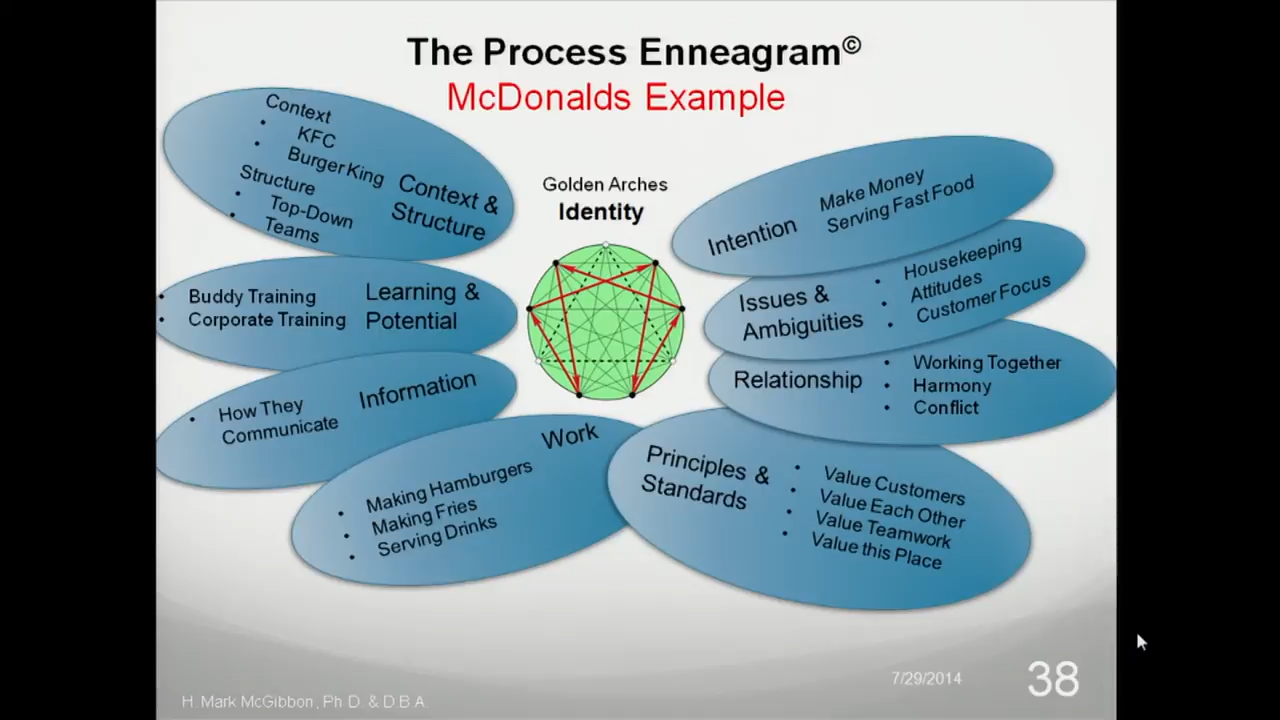 The Process Enneagram©
McDonalds Example
Context
• KFC
• Burger King
Structure
• Top-Down
• Teams
Context &
Structure
Golden Arches
Identity
Intention
Make Money
Serving Fast Food
Issues &
Ambiguities
• Housekeeping
• Attitudes
• Customer Focus
• Buddy Training
• Corporate Training
Learning &
Potential
Relationship
• Working Together
• Harmony
• Conflict
Information
• How They
Communicate
Work
• Making Hamburgers
• Making Fries
• Serving Drinks
Principles &
Standards
• Value Customers
• Value Each Other
• Value Teamwork
• Value this Place
H. Mark McGibbon, Ph.D. & D.B.A.
7/29/2014
38